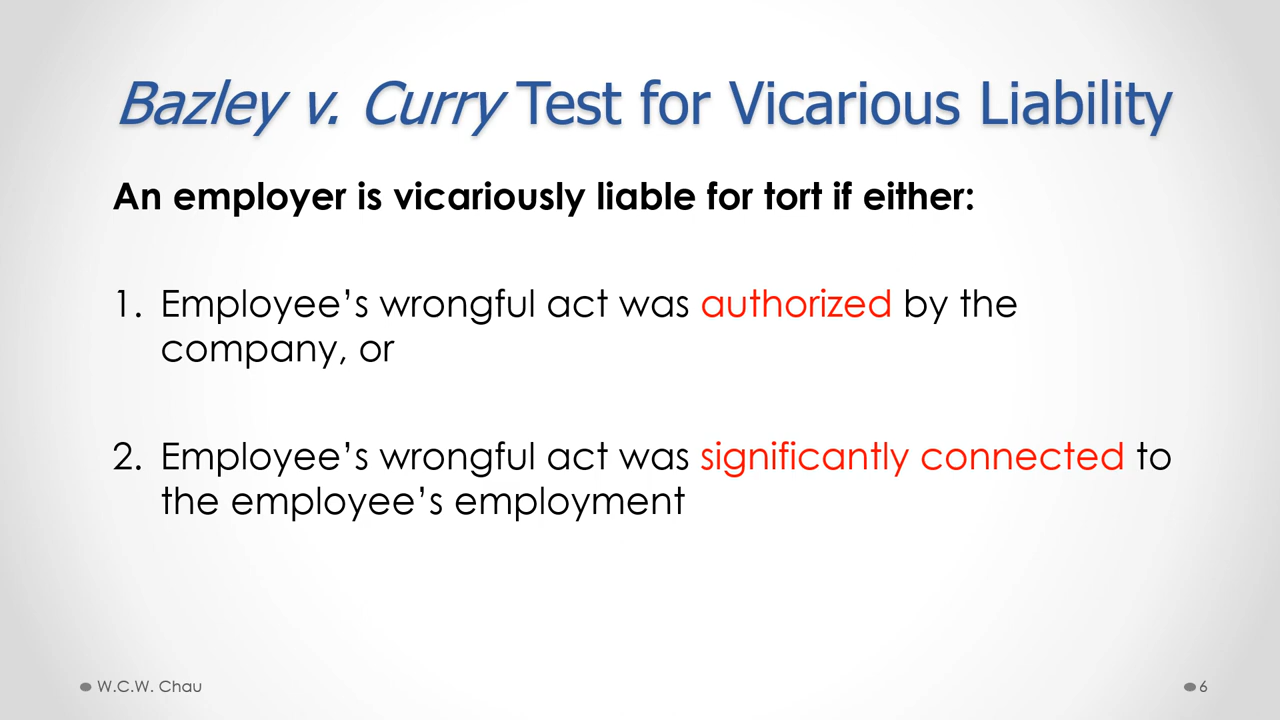 Bazley v. Curry Test for Vicarious Liability
An employer is vicariously liable for tort if either:
1. Employee’s wrongful act was authorized by the
company, or
2. Employee’s wrongful act was significantly connected to
the employee’s employment
W.C.W. Chau
6